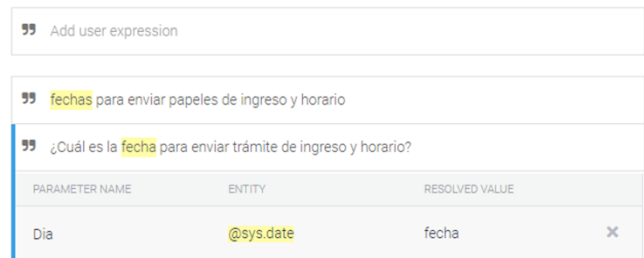 Add user expression
fechas para enviar papeles de ingreso y horario
¿Cuál es la fecha para enviar trámite de ingreso y horario?
PARAMETER NAME ENTITY RESOLVED VALUE
Dia @sys.date fecha